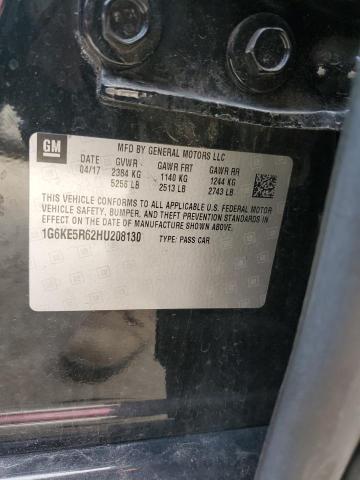 GM
MFD BY GENERAL MOTORS LLC
DATE GVWR GAWR FRT GAWR RR
04/17 2384 KG 1140 KG 1244 KG
5256 LB 2513 LB 2743 LB
THIS VEHICLE CONFORMS TO ALL APPLICABLE U.S. FEDERAL MOTOR
VEHICLE SAFETY, BUMPER, AND THEFT PREVENTION STANDARDS
IN EFFECT ON THE DATE OF MANUFACTURE SHOWN ABOVE.
1G6KE5R62HU208130 TYPE: PASS CAR